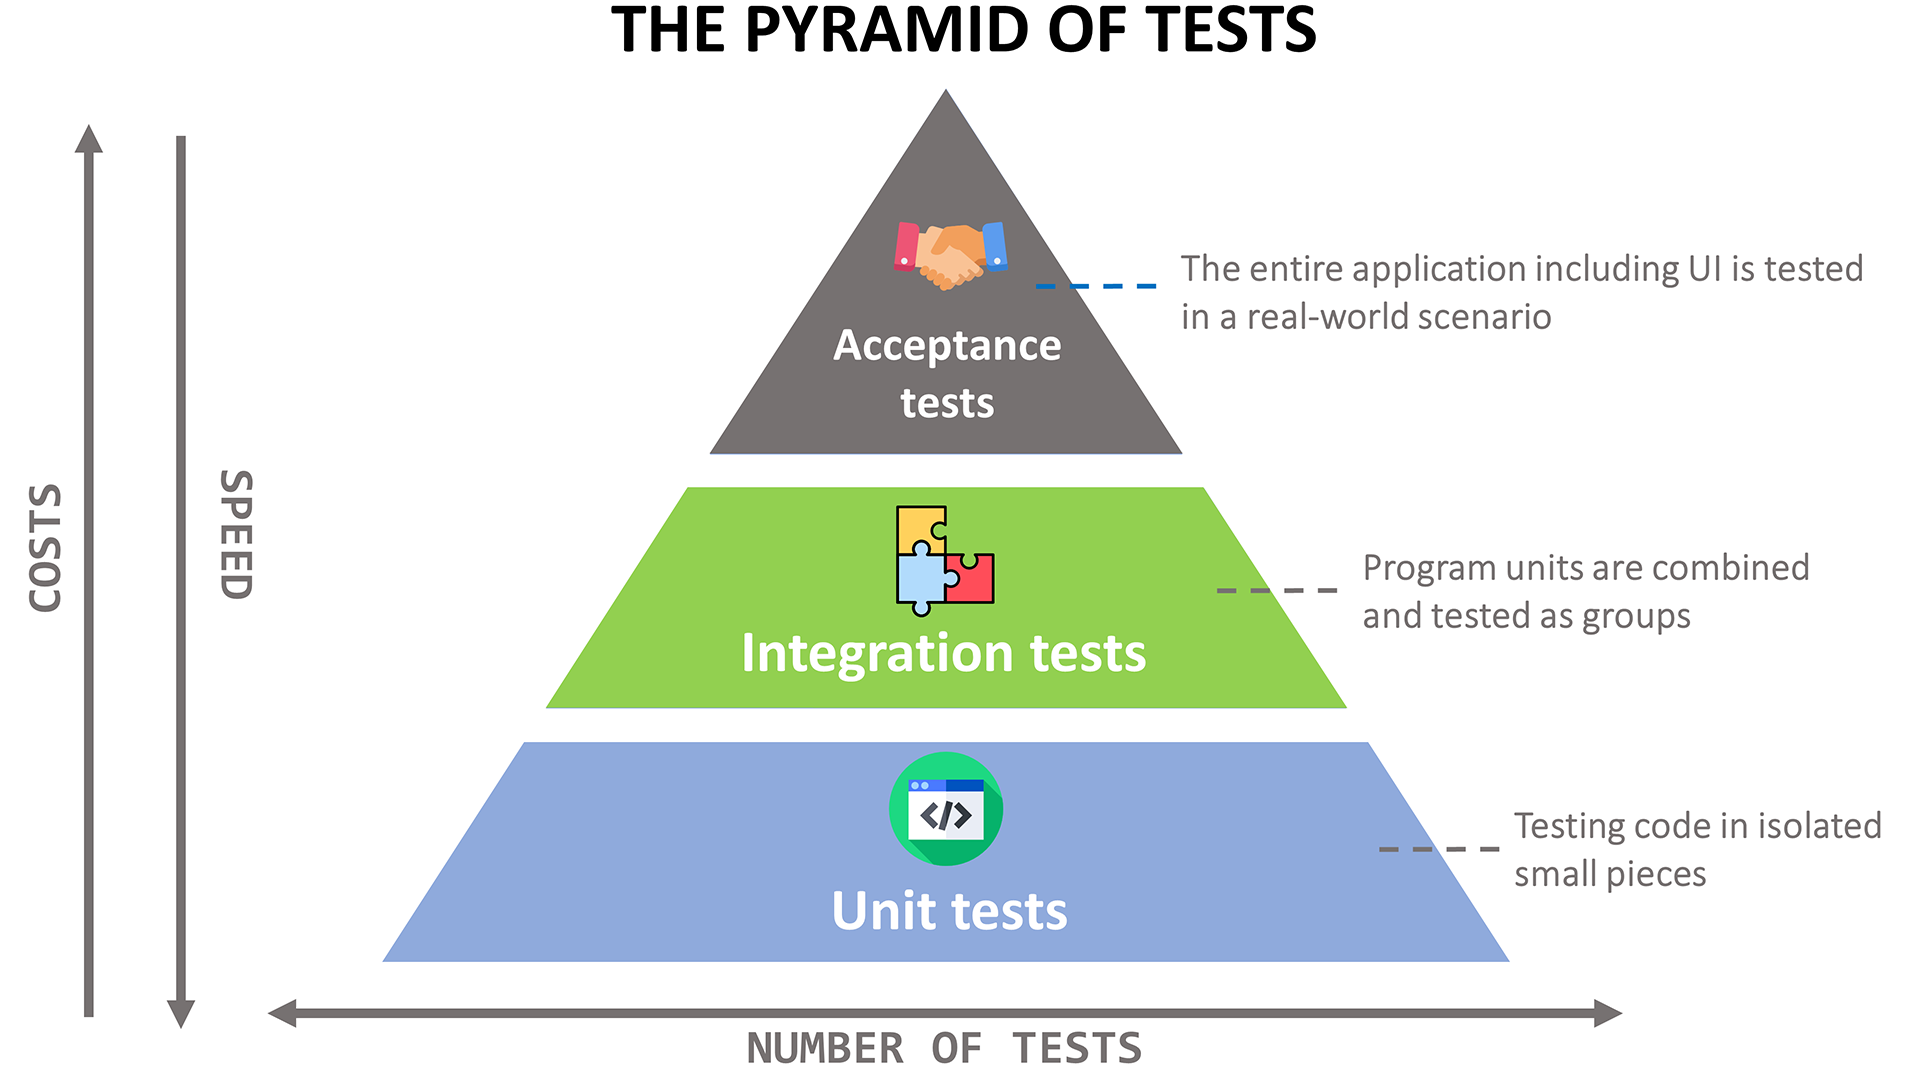 THE PYRAMID OF TESTS
COSTS
SPEED
Acceptance
tests
The entire application including UI is tested
in a real-world scenario
Integration tests
Program units are combined
and tested as groups
</>
Unit tests
Testing code in isolated
small pieces
NUMBER OF TESTS